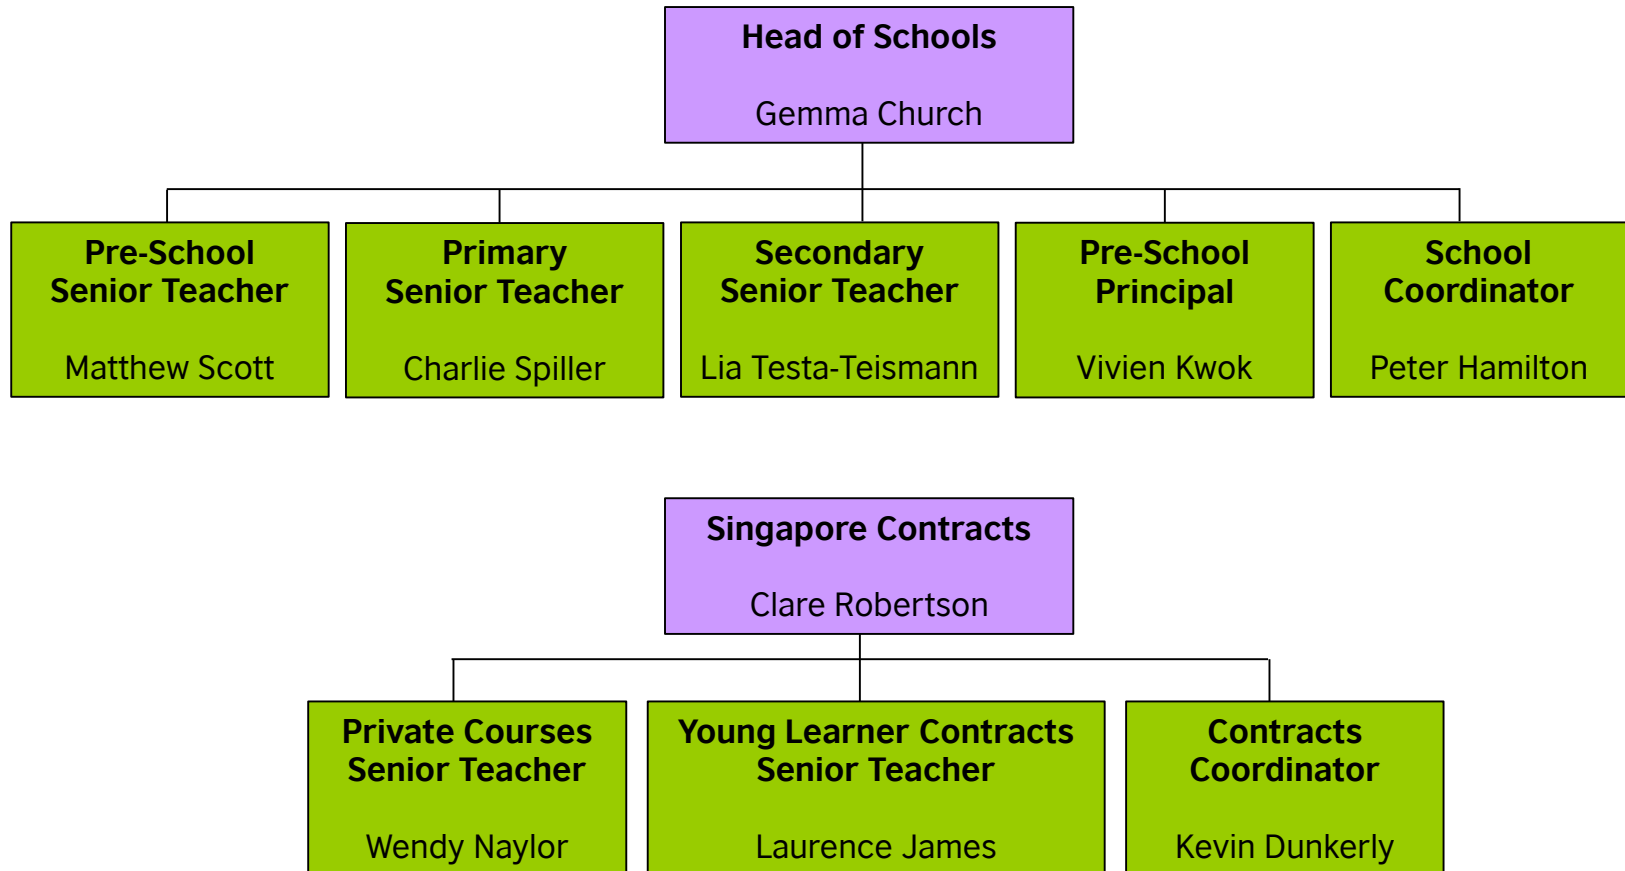 Head of Schools
Gemma Church
Pre-School
Senior Teacher
Matthew Scott
Primary
Senior Teacher
Charlie Spiller
Secondary
Senior Teacher
Lia Testa-Teismann
Pre-School
Principal
Vivien Kwok
School
Coordinator
Peter Hamilton
Singapore Contracts
Clare Robertson
Private Courses
Senior Teacher
Wendy Naylor
Young Learner Contracts
Senior Teacher
Laurence James
Contracts
Coordinator
Kevin Dunkerly